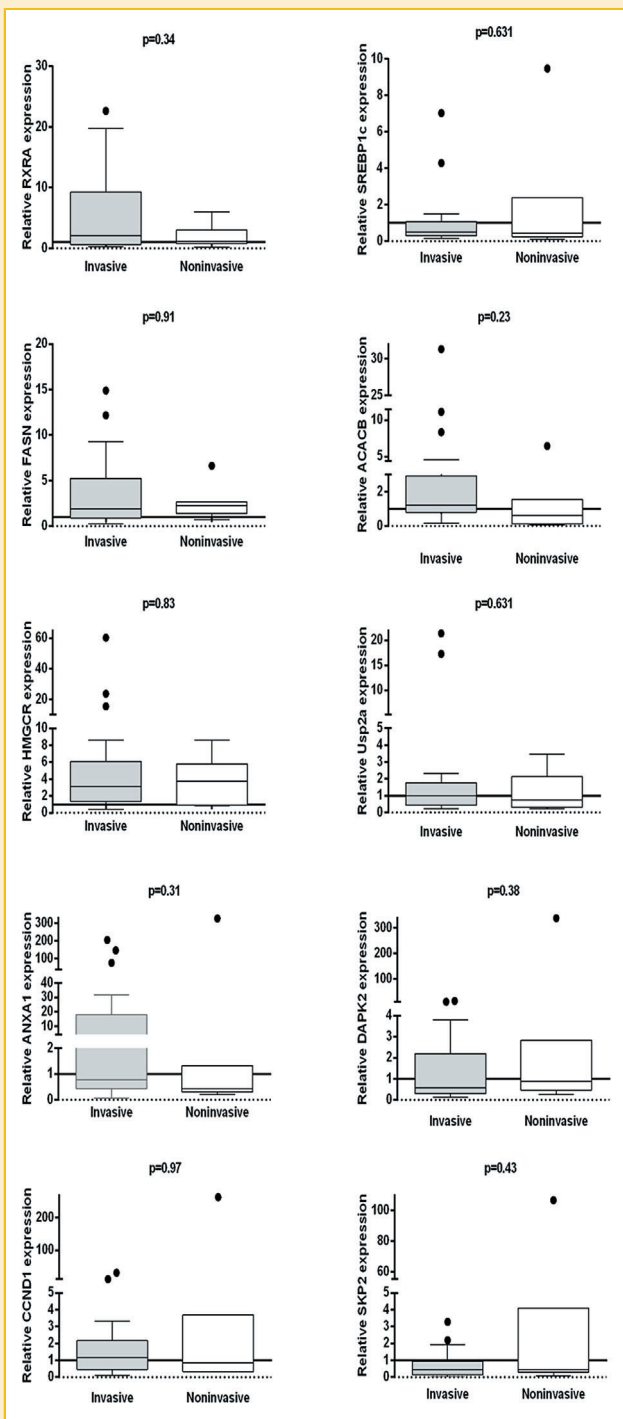 p=0.34
Relative RXRA expression
30
20
10
0
Invasive
Noninvasive
p=0.631
Relative SREBP1c expression
10
8
6
4
2
0
Invasive
Noninvasive
p=0.91
Relative FASN expression
20
15
10
5
0
Invasive
Noninvasive
p=0.23
Relative ACACB expression
30
25
10
5
2
0
Invasive
Noninvasive
p=0.83
Relative HMGCR expression
60
40
20
10
8
6
4
2
0
Invasive
Noninvasive
p=0.631
Relative Usp2a expression
20
15
10
5
4
3
2
1
0
Invasive
Noninvasive
p=0.31
Relative ANXA1 expression
300
200
100
40
30
20
10
2
1
0
Invasive
Noninvasive
p=0.38
Relative DAPK2 expression
300
200
100
4
3
2
1
0
Invasive
Noninvasive
p=0.97
Relative CCND1 expression
200
100
5
4
3
2
1
0
Invasive
Noninvasive
p=0.43
Relative SKP2 expression
100
80
60
5
4
3
2
1
0
Invasive
Noninvasive